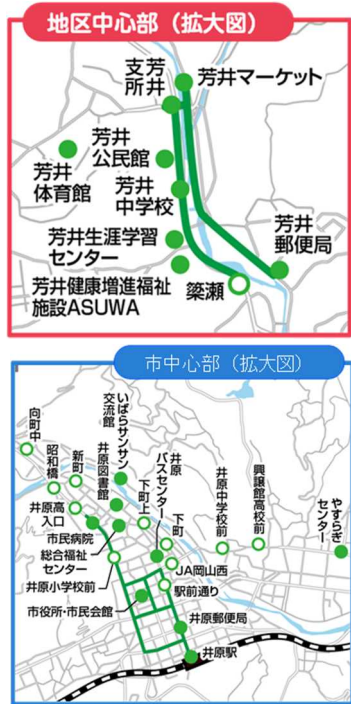 地区中心部（拡大図）
芳井
支所
芳井マーケット
芳井
公民館
芳井
体育館
芳井
中学校
芳井生涯学習
センター
芳井
郵便局
芳井健康増進福祉
施設ASUWA
簗瀬
市中心部（拡大図）
向町中
昭和橋
新町
井原図書館
いばらサンサン
交流館
下町上
井原
バスセンター
下町
井原中学校前
興譲館高校前
やすらぎ
センター
井原高
入口
市民病院
総合福祉
センター
JA岡山西
井原小学校前
駅前通り
市役所・市民会館
井原郵便局
井原駅